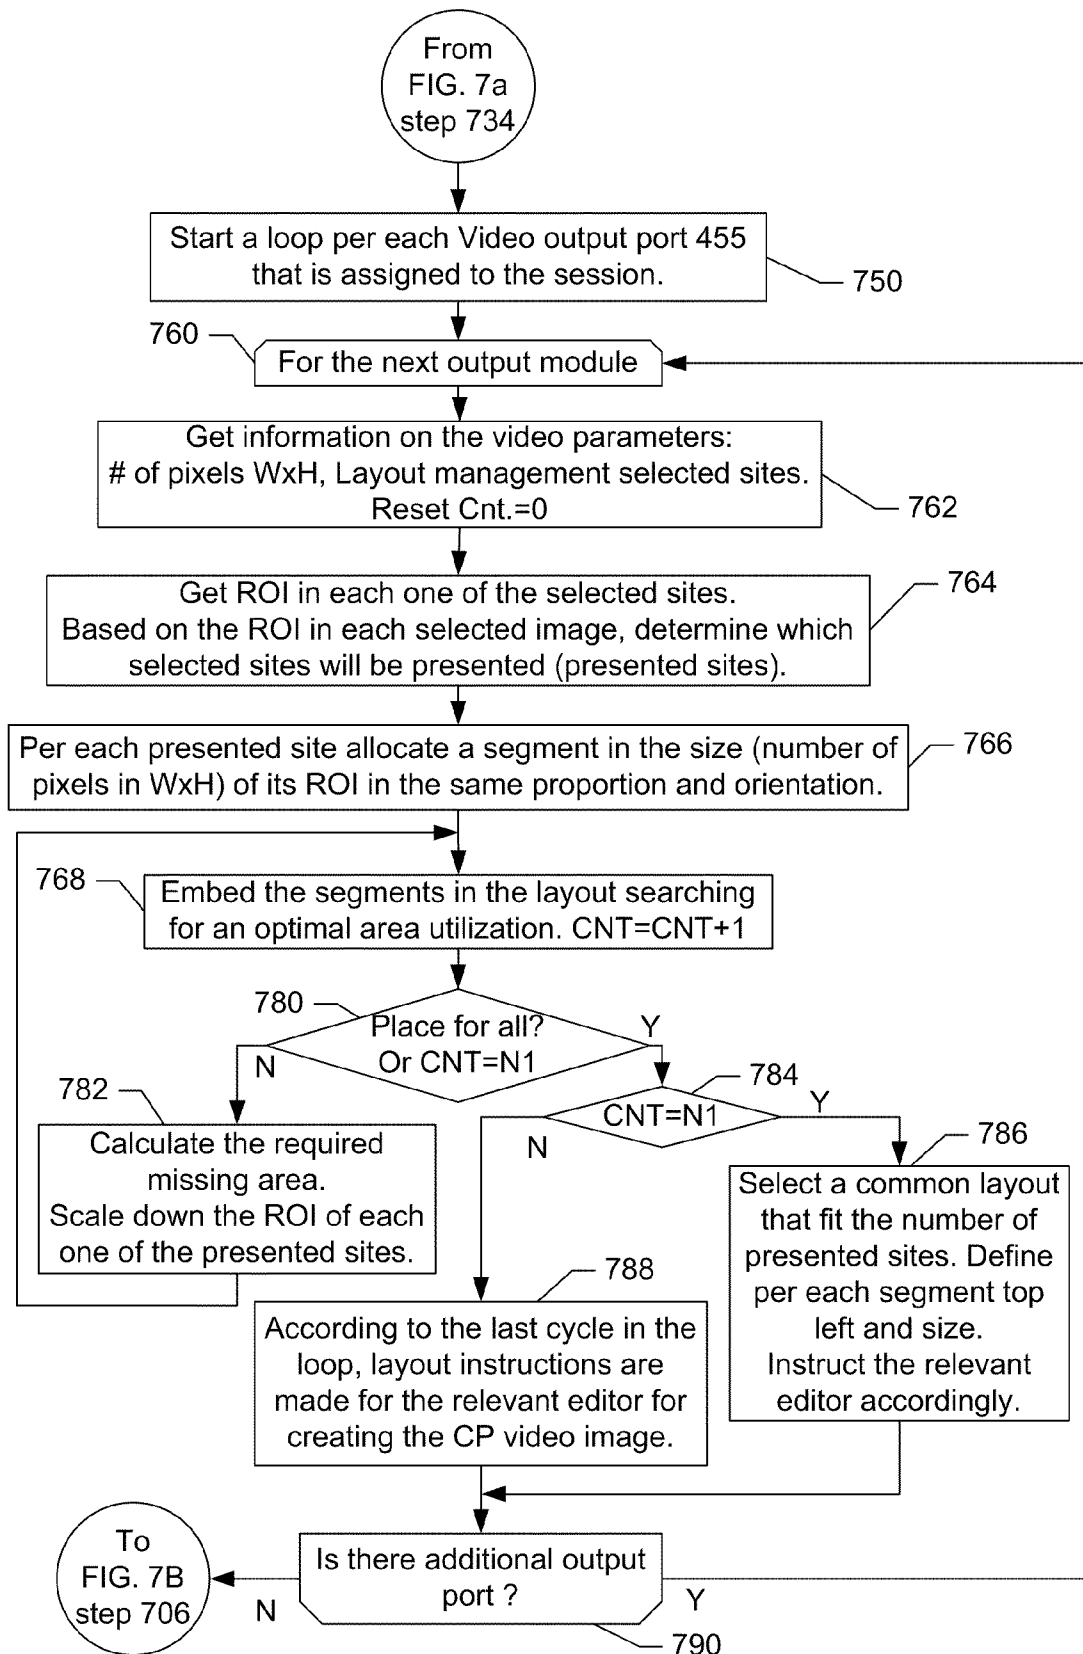 From
FIG. 7a
step 734
Start a loop per each Video output port 455
that is assigned to the session.
750
760
For the next output module
Get information on the video parameters:
# of pixels WxH, Layout management selected sites.
Reset Cnt.=0
762
Get ROI in each one of the selected sites.
Based on the ROI in each selected image, determine which
selected sites will be presented (presented sites).
764
Per each presented site allocate a segment in the size (number of
pixels in WxH) of its ROI in the same proportion and orientation.
766
768
Embed the segments in the layout searching
for an optimal area utilization. CNT=CNT+1
780
Place for all?
Or CNT=N1
N
Y
782
Calculate the required
missing area.
Scale down the ROI of each
one of the presented sites.
784
CNT=N1
N
Y
786
Select a common layout
that fit the number of
presented sites. Define
per each segment top
left and size.
Instruct the relevant
editor accordingly.
788
According to the last cycle in the
loop, layout instructions are
made for the relevant editor for
creating the CP video image.
Is there additional output
port ?
N
Y
790
To
FIG. 7B
step 706